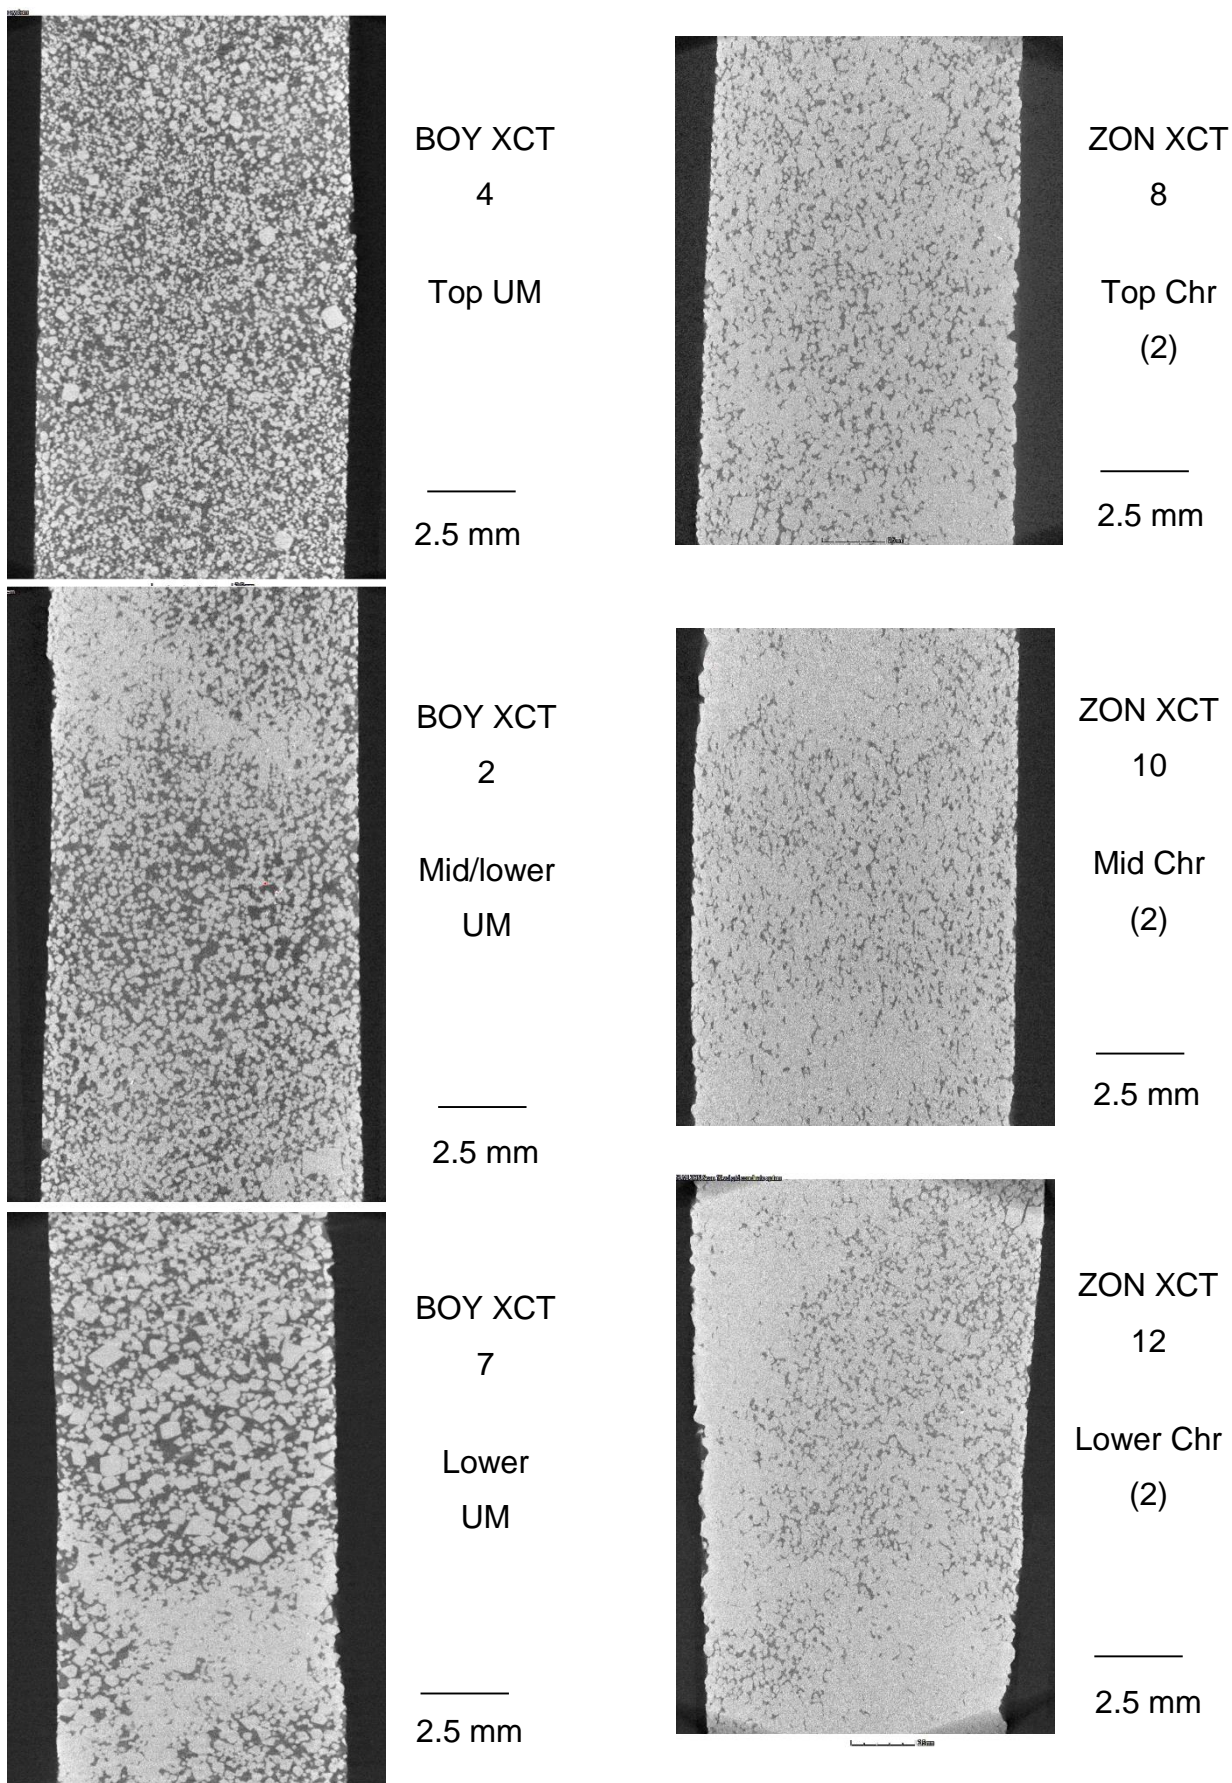 BOY XCT
4
Top UM
2.5 mm
ZON XCT
8
Top Chr
(2)
2.5 mm
BOY XCT
2
Mid/lower
UM
2.5 mm
ZON XCT
10
Mid Chr
(2)
2.5 mm
BOY XCT
7
Lower
UM
2.5 mm
ZON XCT
12
Lower Chr
(2)
2.5 mm